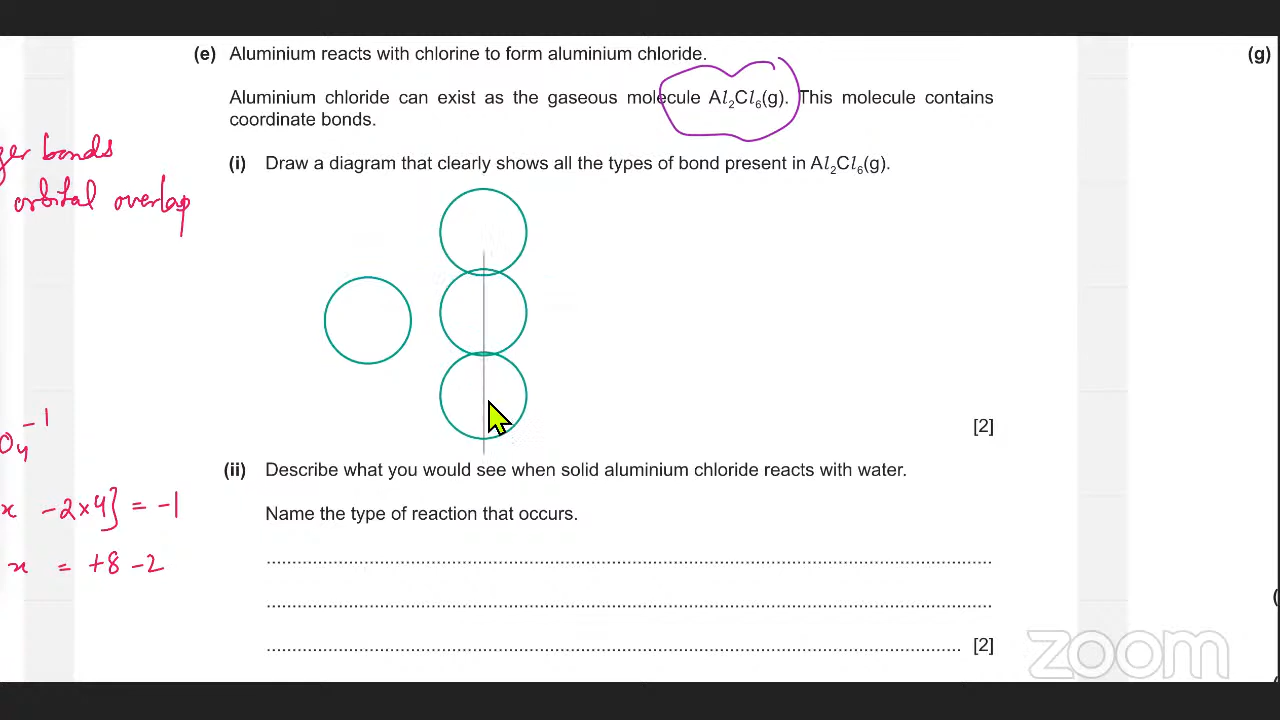 (e) Aluminium reacts with chlorine to form aluminium chloride.
(g)
Aluminium chloride can exist as the gaseous molecule Al₂Cl₆(g). This molecule contains
coordinate bonds.
bonds
orbital overlap
(i) Draw a diagram that clearly shows all the types of bond present in Al₂Cl₆(g).
[2]
O₄⁻¹
(ii) Describe what you would see when solid aluminium chloride reacts with water.
x -2×4} = -1
Name the type of reaction that occurs.
x = +8 -2
[2]
zoom